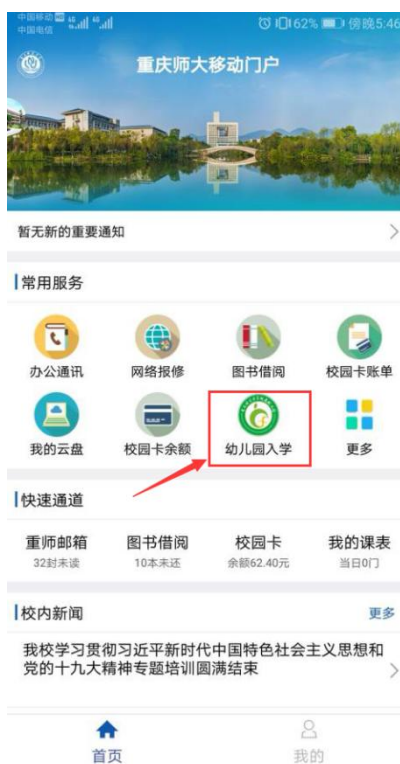 中国移动 HD 4G 4G
中国电信
62% 傍晚5:46
重庆师大移动门户
暂无新的重要通知
常用服务
办公通讯 网络报修 图书借阅 校园卡账单
我的云盘 校园卡余额 幼儿园入学 更多
快速通道
重师邮箱 图书借阅 校园卡 我的课表
32封未读 10本未还 余额62.40元 当日0门
校内新闻 更多
我校学习贯彻习近平新时代中国特色社会主义思想和
党的十九大精神专题培训圆满结束
首页 我的